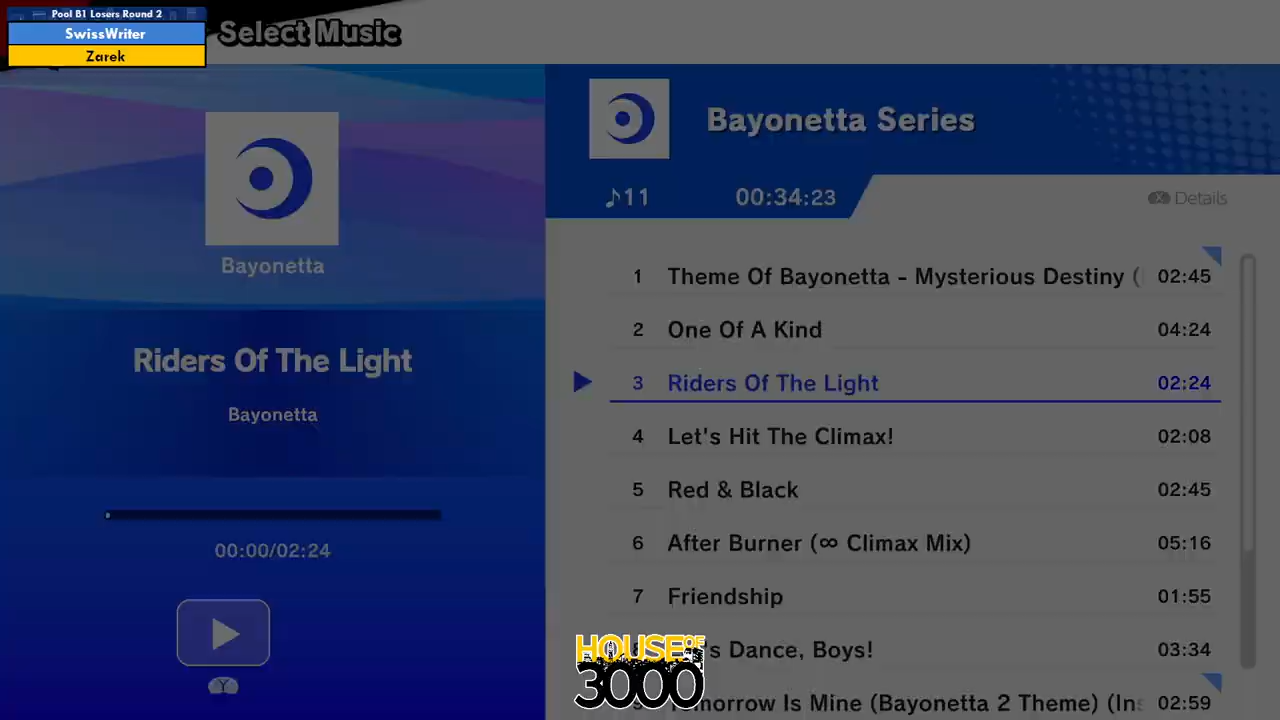 Pool B1 Losers Round 2
SwissWriter
Zarek
Select Music
Bayonetta
Riders Of The Light
Bayonetta
00:00/02:24
Y
Bayonetta Series
♪11 00:34:23
X Details
1 Theme Of Bayonetta - Mysterious Destiny ( 02:45
2 One Of A Kind 04:24
3 Riders Of The Light 02:24
4 Let's Hit The Climax! 02:08
5 Red & Black 02:45
6 After Burner (∞ Climax Mix) 05:16
7 Friendship 01:55
8 's Dance, Boys! 03:34
Tomorrow Is Mine (Bayonetta 2 Theme) (Ins 02:59
HOUSE OF
3000